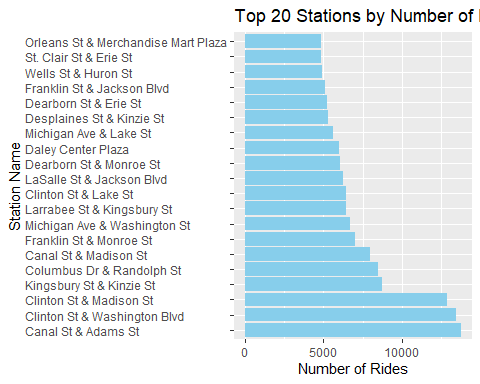 Top 20 Stations by Number of
Orleans St & Merchandise Mart Plaza
St. Clair St & Erie St
Wells St & Huron St
Franklin St & Jackson Blvd
Dearborn St & Erie St
Desplaines St & Kinzie St
Michigan Ave & Lake St
Daley Center Plaza
Dearborn St & Monroe St
LaSalle St & Jackson Blvd
Clinton St & Lake St
Larrabee St & Kingsbury St
Michigan Ave & Washington St
Franklin St & Monroe St
Canal St & Madison St
Columbus Dr & Randolph St
Kingsbury St & Kinzie St
Clinton St & Madison St
Clinton St & Washington Blvd
Canal St & Adams St
Station Name
0 5000 10000
Number of Rides